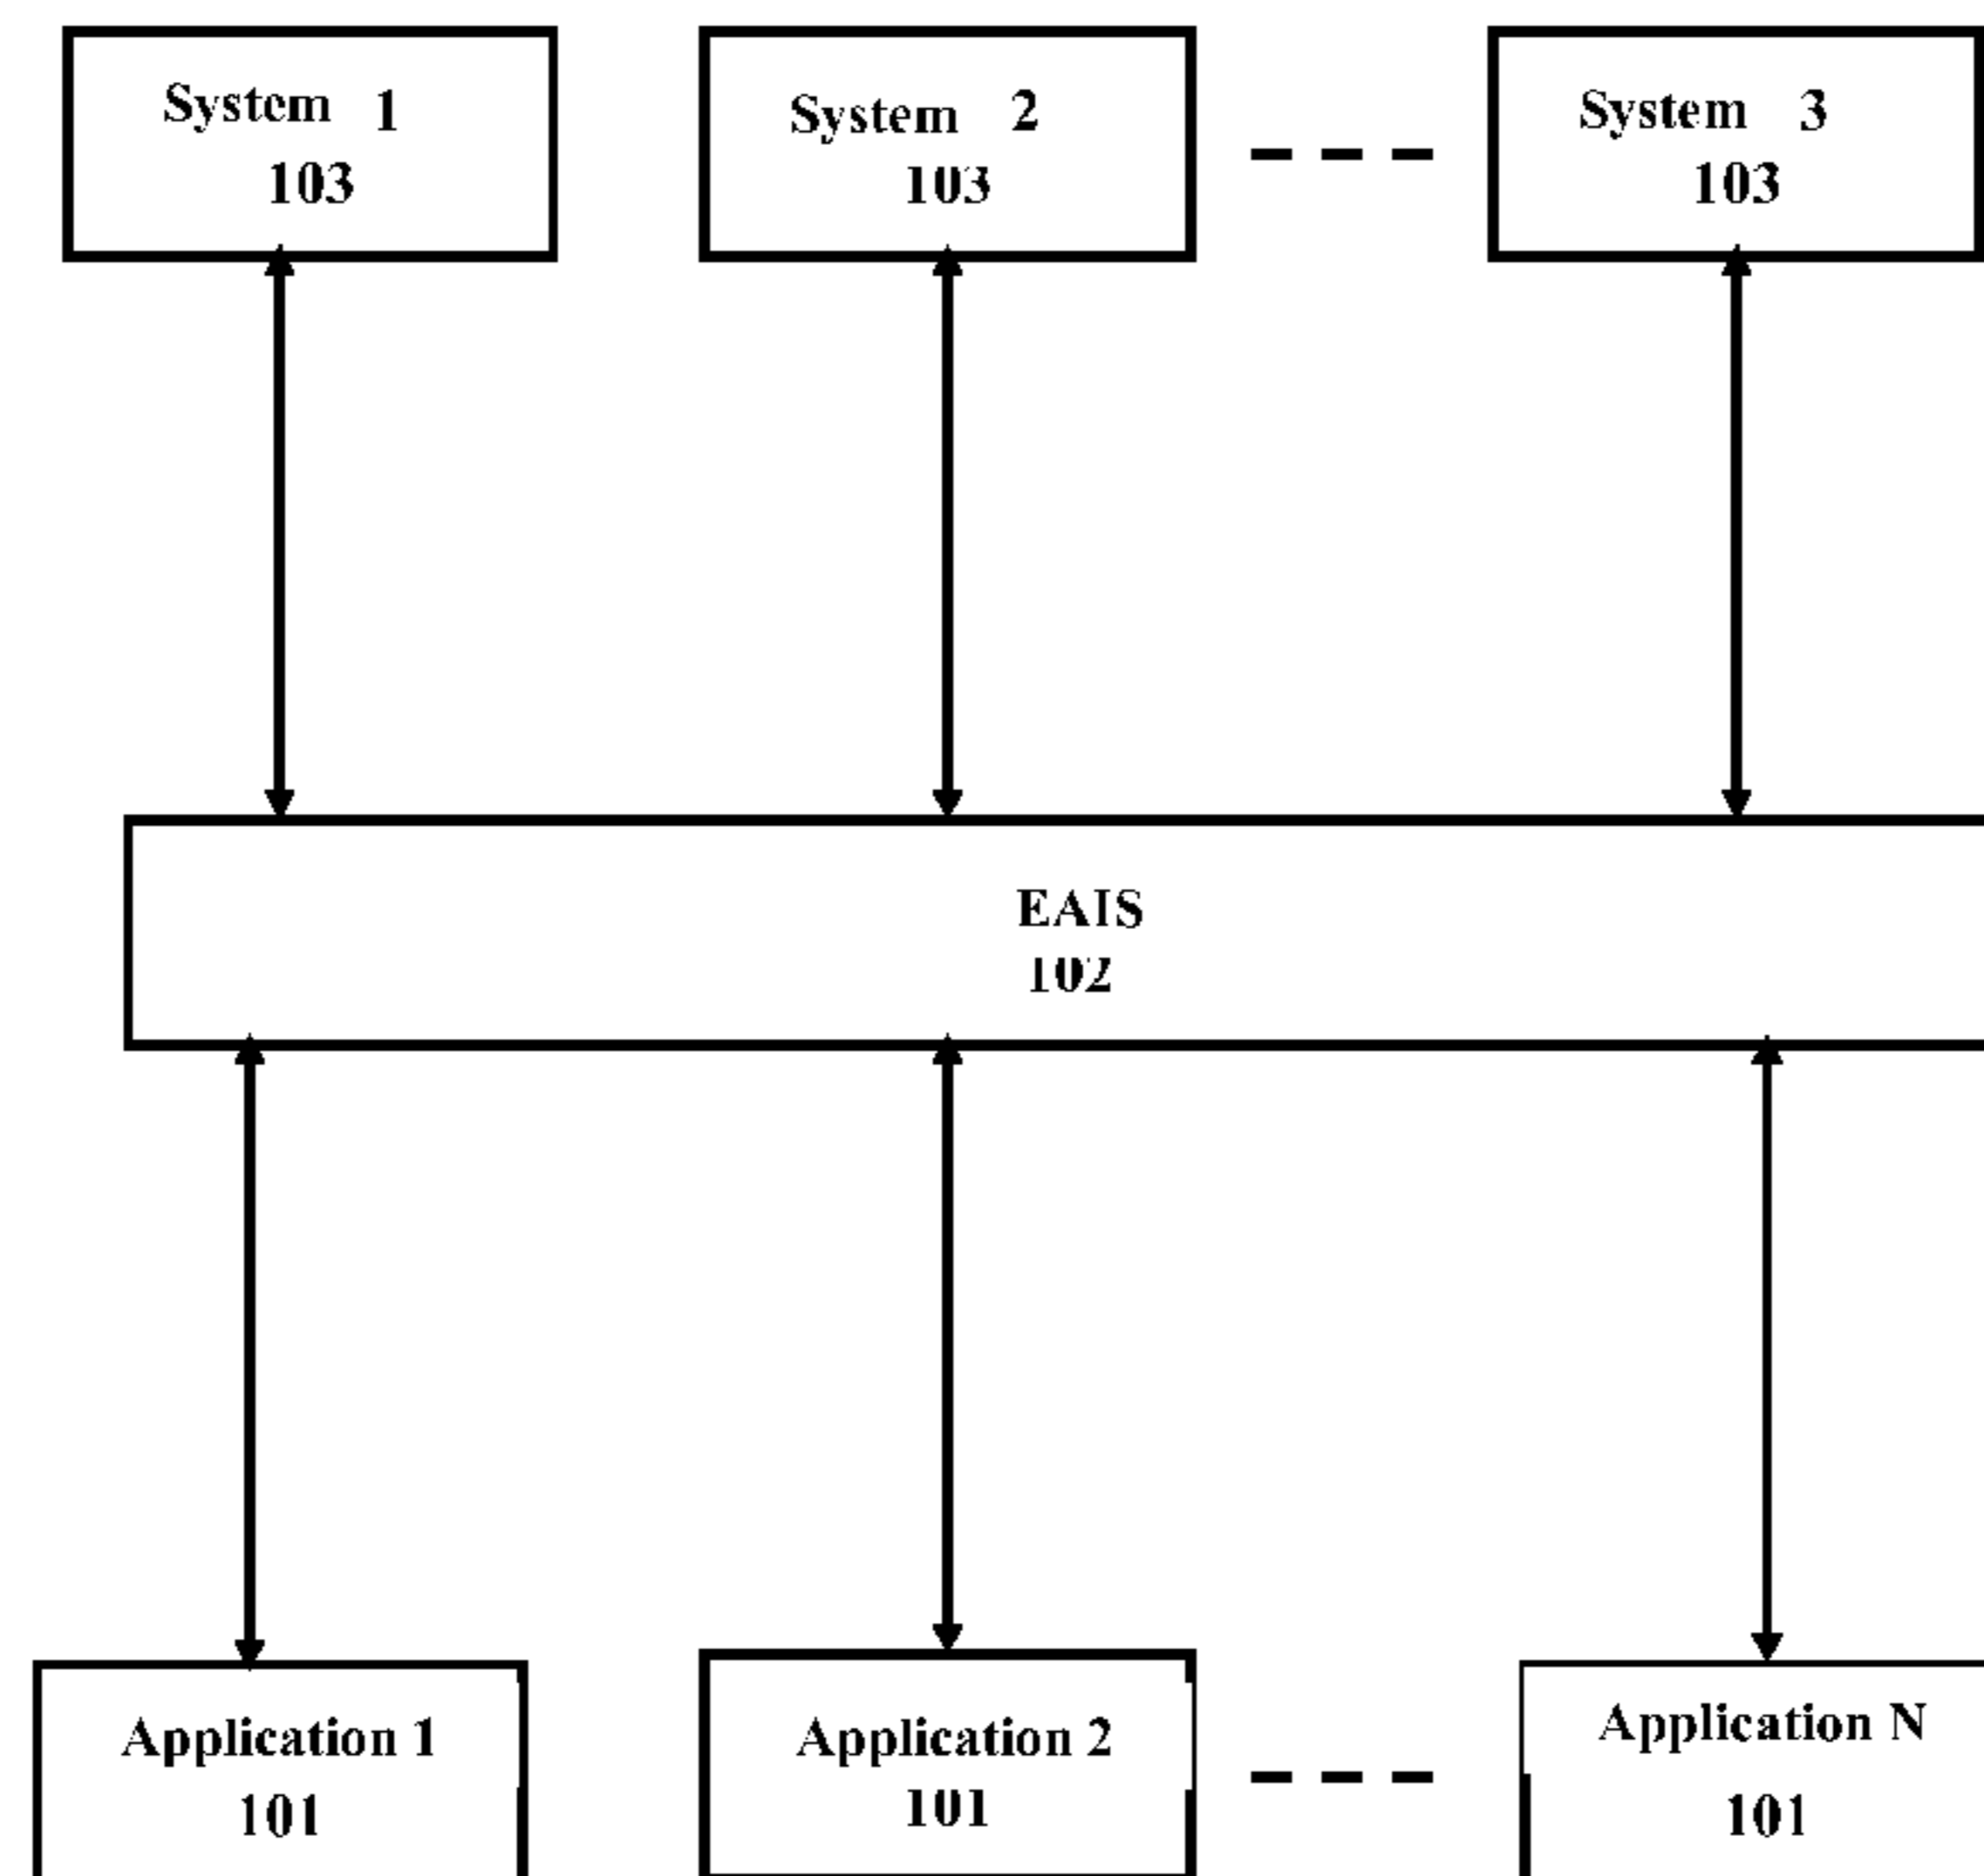 System 1
103
System 2
103
System 3
103
EAIS
102
Application 1
101
Application 2
101
Application N
101